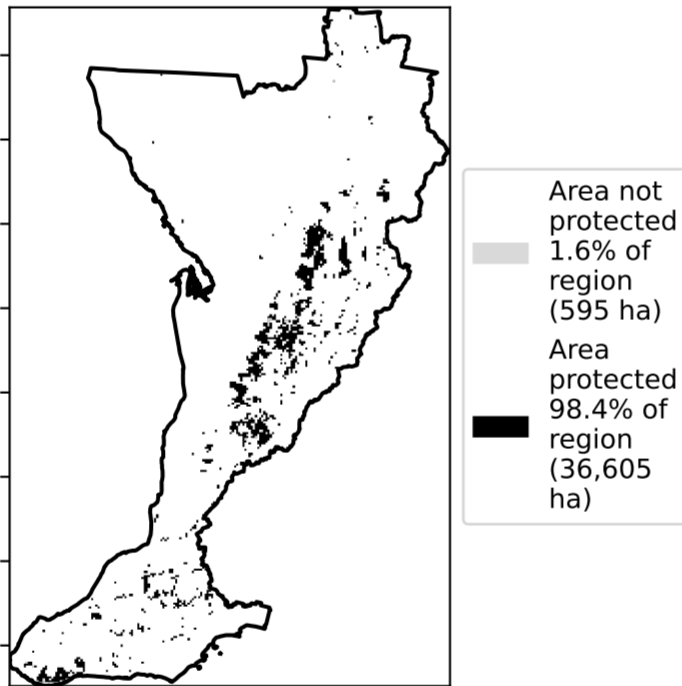 Area not
protected
1.6% of
region
(595 ha)
Area
protected
98.4% of
region
(36,605
ha)